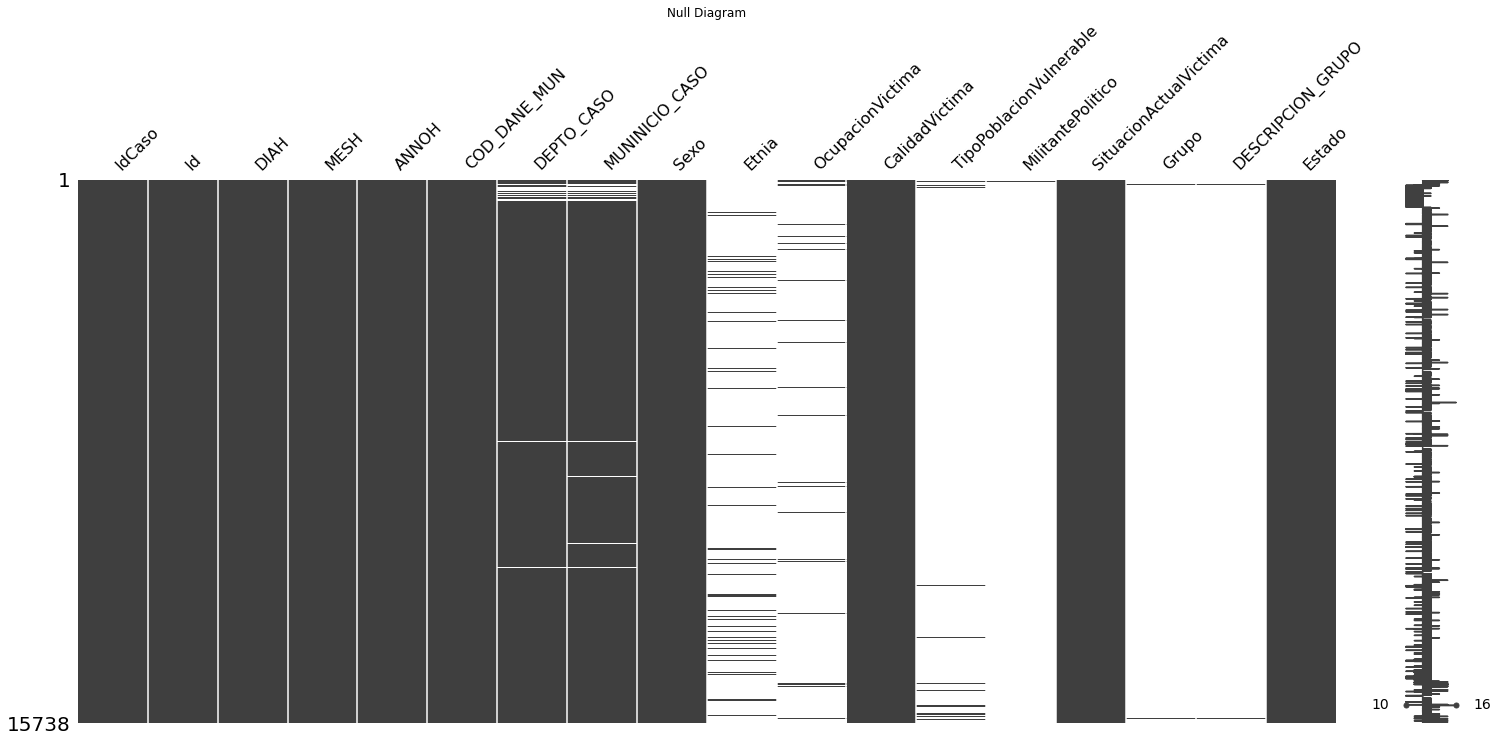 Null Diagram
IdCaso
Id
DIAH
MESH
ANNOH
COD_DANE_MUN
DEPTO_CASO
MUNINICIO_CASO
Sexo
Etnia
OcupacionVictima
CalidadVictima
TipoPoblacionVulnerable
MilitantePolitico
SituacionActualVictima
Grupo
DESCRIPCION_GRUPO
Estado
1
10
16
15738